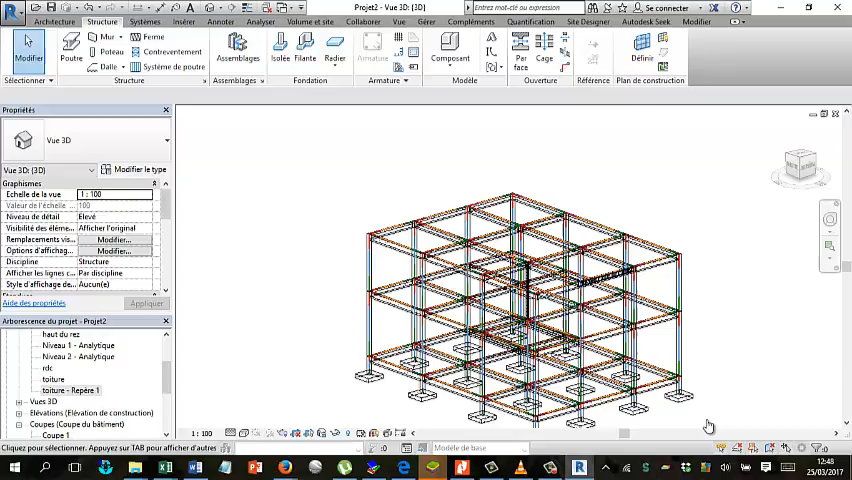 Projet2 - Vue 3D: {3D}
Entrez mot-clé ou expression
Se connecter
Architecture Structure Systèmes Insérer Annoter Analyser Volume et site Collaborer Vue Gérer Compléments Quantification Site Designer Autodesk Seek Modifier
Modifier
Poutre
Mur
Poteau
Dalle
Ferme
Contreventement
Système de poutre
Assemblages
Isolée
Filante
Radier
Armature
Composant
Par face
Cage
Définir
Sélectionner Structure Assemblages Fondation Armature Modèle Ouverture Référence Plan de construction
Propriétés
Vue 3D
Vue 3D: {3D}
Modifier le type
Graphismes
Echelle de la vue 1 : 100
Valeur de l'échelle 100
Niveau de détail Elevé
Visibilité des éléme... Afficher l'original
Remplacements vis... Modifier...
Options d'affichag... Modifier...
Discipline Structure
Afficher les lignes c... Par discipline
Style d'affichage de... Aucun(e)
Aide des propriétés
Appliquer
Arborescence du projet - Projet2
haut du rez
Niveau 1 - Analytique
Niveau 2 - Analytique
rdc
toiture
toiture - Repère 1
Vues 3D
Elévations (Elévation de construction)
Coupes (Coupe du bâtiment)
Coupe 1
1 : 100
Cliquez pour sélectionner. Appuyez sur TAB pour afficher d'autres
:0
Modèle de base
:0
12:48
25/03/2017